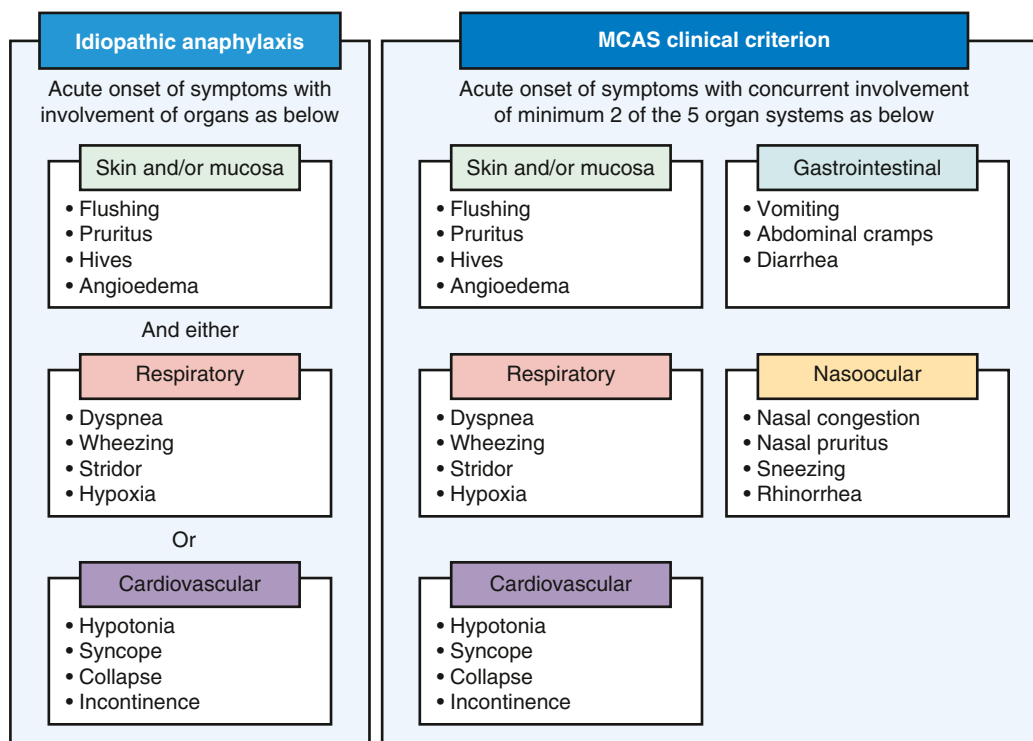 Idiopathic anaphylaxis
Acute onset of symptoms with
involvement of organs as below
Skin and/or mucosa
• Flushing
• Pruritus
• Hives
• Angioedema
And either
Respiratory
• Dyspnea
• Wheezing
• Stridor
• Hypoxia
Or
Cardiovascular
• Hypotonia
• Syncope
• Collapse
• Incontinence
MCAS clinical criterion
Acute onset of symptoms with concurrent involvement
of minimum 2 of the 5 organ systems as below
Skin and/or mucosa
• Flushing
• Pruritus
• Hives
• Angioedema
Gastrointestinal
• Vomiting
• Abdominal cramps
• Diarrhea
Respiratory
• Dyspnea
• Wheezing
• Stridor
• Hypoxia
Nasoocular
• Nasal congestion
• Nasal pruritus
• Sneezing
• Rhinorrhea
Cardiovascular
• Hypotonia
• Syncope
• Collapse
• Incontinence